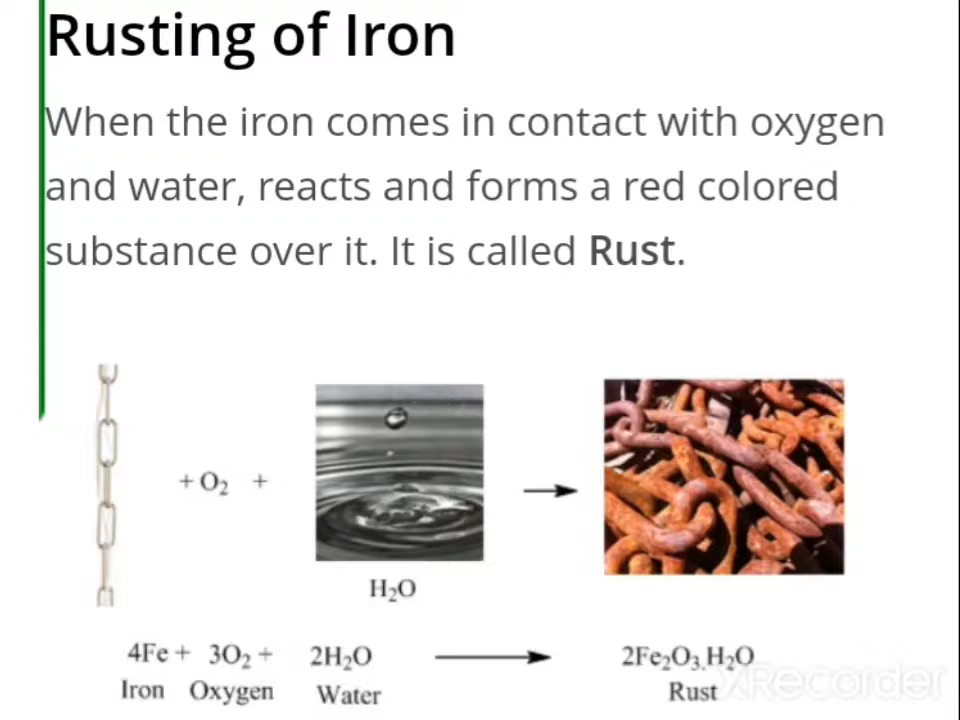 Rusting of Iron
When the iron comes in contact with oxygen
and water, reacts and forms a red colored
substance over it. It is called Rust.
+ O₂ +
H₂O
4Fe + 3O₂ + 2H₂O 2Fe₂O₃.H₂O
Iron Oxygen Water Rust
XRecorder